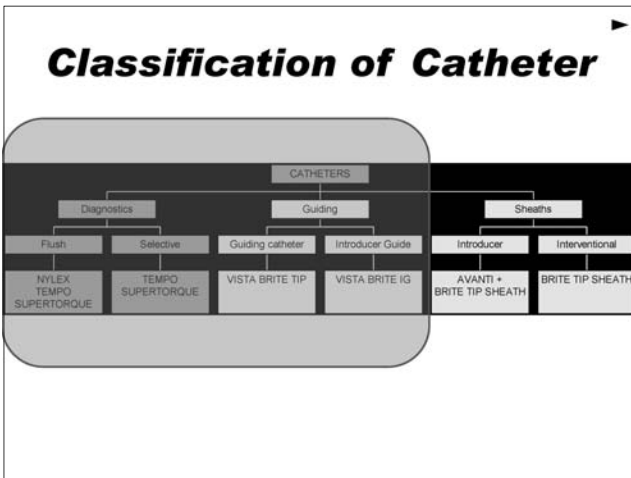 Classification of Catheter
CATHETERS
Diagnostics
Guiding
Sheaths
Flush
Selective
Guiding catheter
Introducer Guide
Introducer
Interventional
NYLEX
TEMPO
SUPERTORQUE
TEMPO
SUPERTORQUE
VISTA BRITE TIP
VISTA BRITE IG
AVANTI +
BRITE TIP SHEATH
BRITE TIP SHEATH